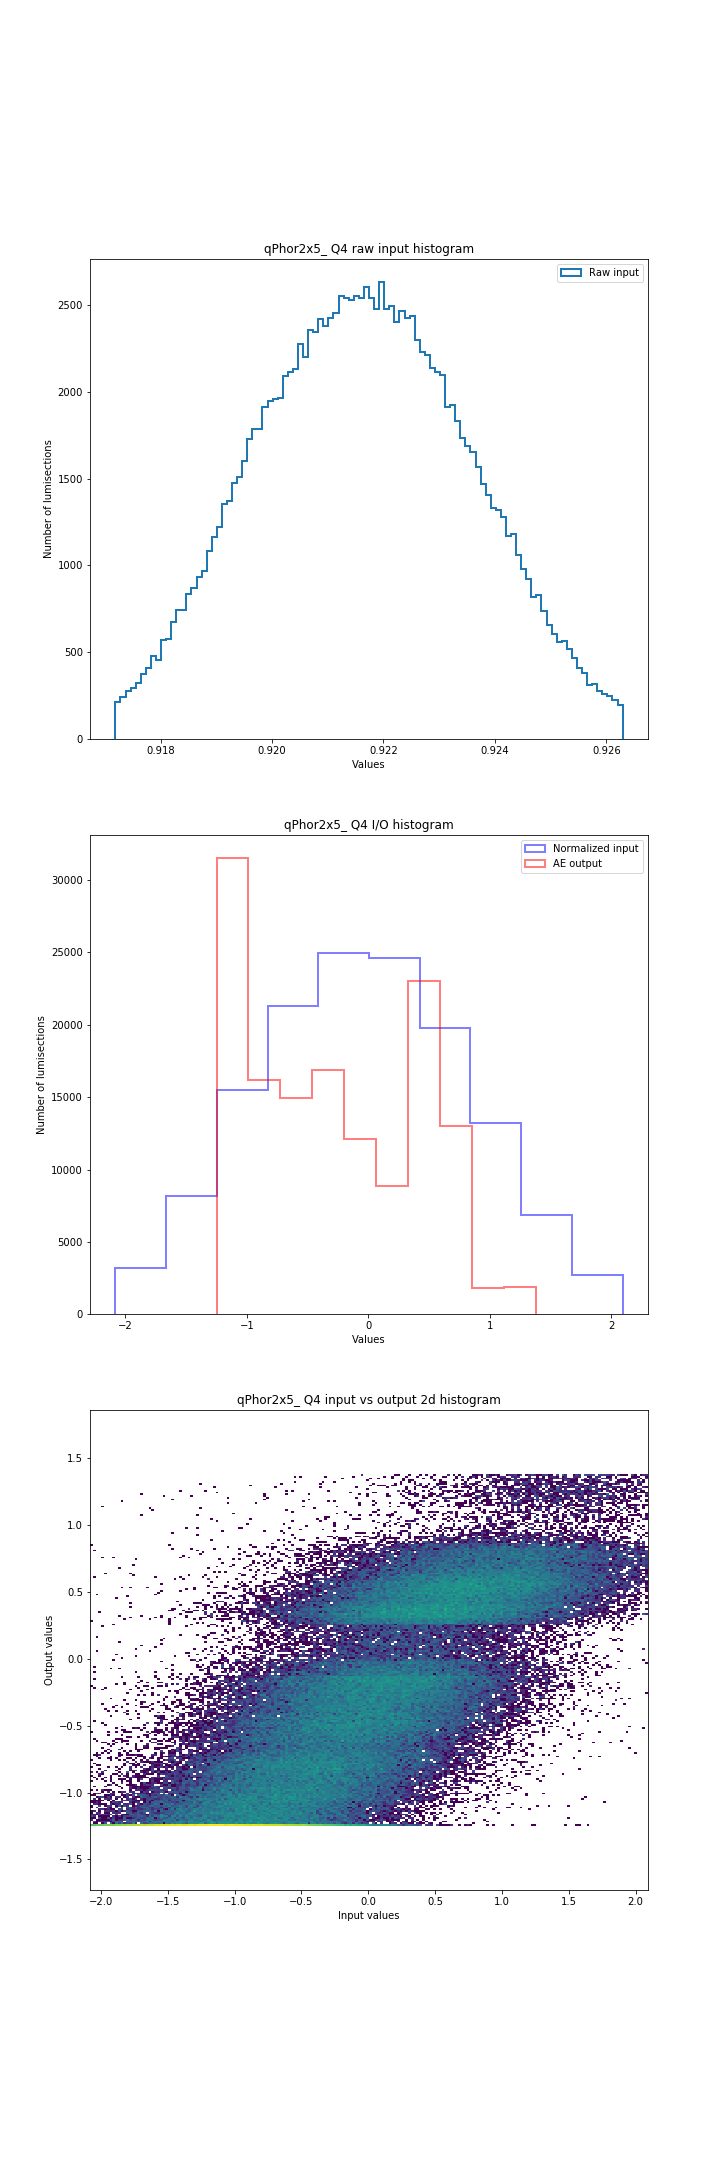 qPhor2x5_ Q4 raw input histogram
Raw input
2500
2000
1500
1000
500
0
Number of lumisections
0.918 0.920 0.922 0.924 0.926
Values
qPhor2x5_ Q4 I/O histogram
Normalized input
AE output
30000
25000
20000
15000
10000
5000
0
Number of lumisections
−2 −1 0 1 2
Values
qPhor2x5_ Q4 input vs output 2d histogram
1.5
1.0
0.5
0.0
−0.5
−1.0
−1.5
Output values
−2.0 −1.5 −1.0 −0.5 0.0 0.5 1.0 1.5 2.0
Input values